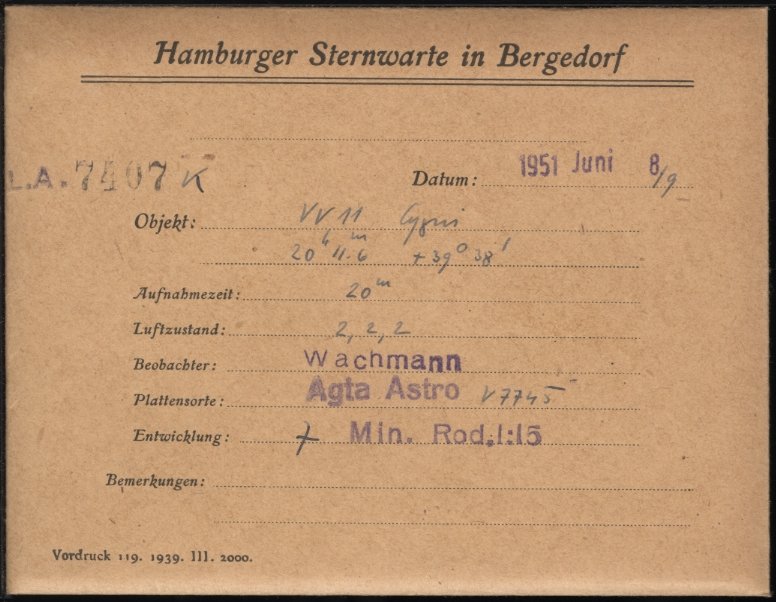 Hamburger Sternwarte in Bergedorf
L.A. 7407 K
Datum: 1951 Juni 8/9
Objekt: VV 11 Cygni
20h 11.m6 + 39° 38'
Aufnahmezeit: 20m
Luftzustand: 2, 2, 2
Beobachter: Wachmann
Plattensorte: Agfa Astro V7745
Entwicklung: 7 Min. Rod. 1:15
Bemerkungen:
Vordruck 119. 1939. III. 2000.